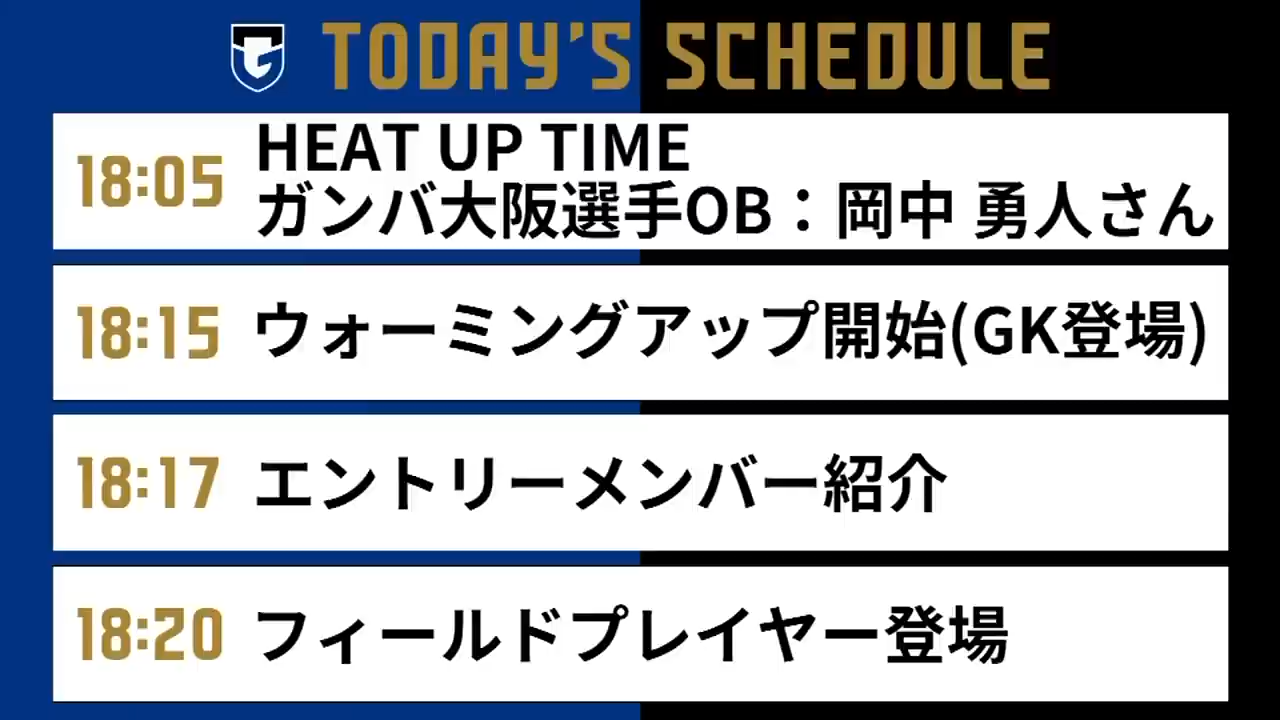 TODAY'S SCHEDULE
18:05 HEAT UP TIME
ガンバ大阪選手OB：岡中 勇人さん
18:15 ウォーミングアップ開始(GK登場)
18:17 エントリーメンバー紹介
18:20 フィールドプレイヤー登場